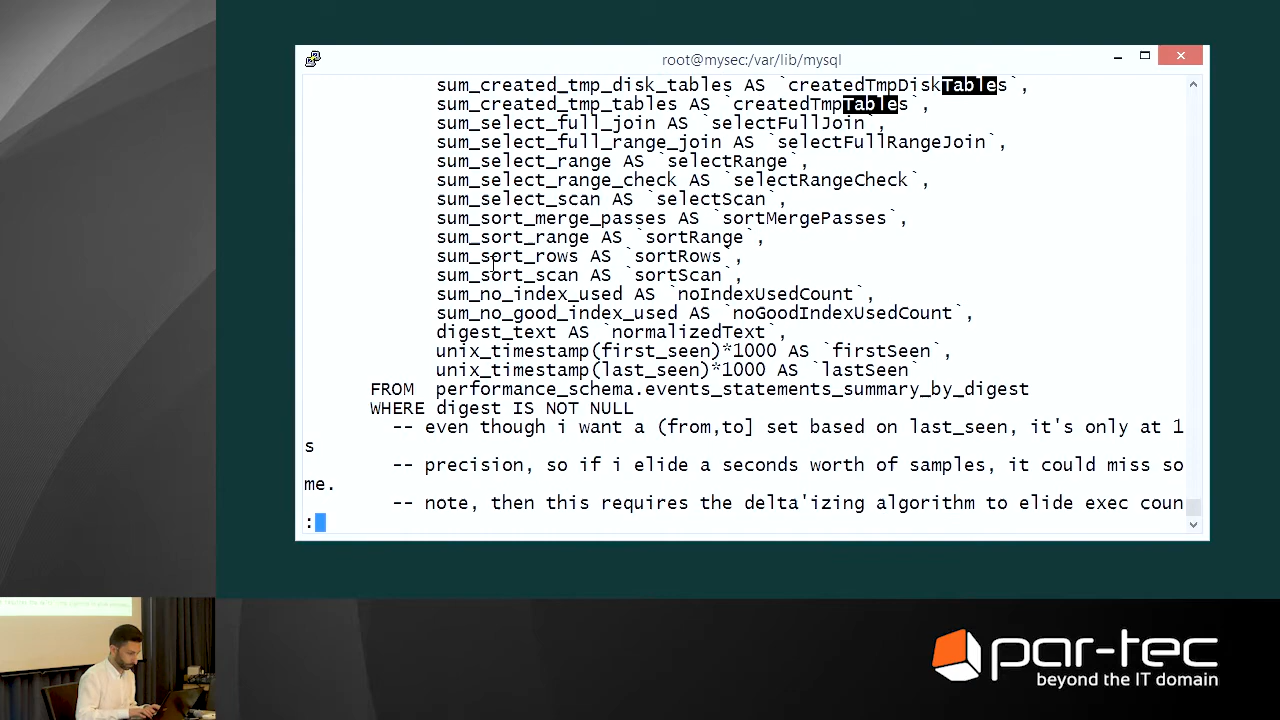 root@mysec:/var/lib/mysql
sum_created_tmp_disk_tables AS `createdTmpDiskTables`,
sum_created_tmp_tables AS `createdTmpTables`,
sum_select_full_join AS `selectFullJoin`,
sum_select_full_range_join AS `selectFullRangeJoin`,
sum_select_range AS `selectRange`,
sum_select_range_check AS `selectRangeCheck`,
sum_select_scan AS `selectScan`,
sum_sort_merge_passes AS `sortMergePasses`,
sum_sort_range AS `sortRange`,
sum_sort_rows AS `sortRows`,
sum_sort_scan AS `sortScan`,
sum_no_index_used AS `noIndexUsedCount`,
sum_no_good_index_used AS `noGoodIndexUsedCount`,
digest_text AS `normalizedText`,
unix_timestamp(first_seen)*1000 AS `firstSeen`,
unix_timestamp(last_seen)*1000 AS `lastSeen`
FROM performance_schema.events_statements_summary_by_digest
WHERE digest IS NOT NULL
-- even though i want a (from,to] set based on last_seen, it's only at 1
s
-- precision, so if i elide a seconds worth of samples, it could miss so
me.
-- note, then this requires the delta'izing algorithm to elide exec coun
:
par-tec
beyond the IT domain